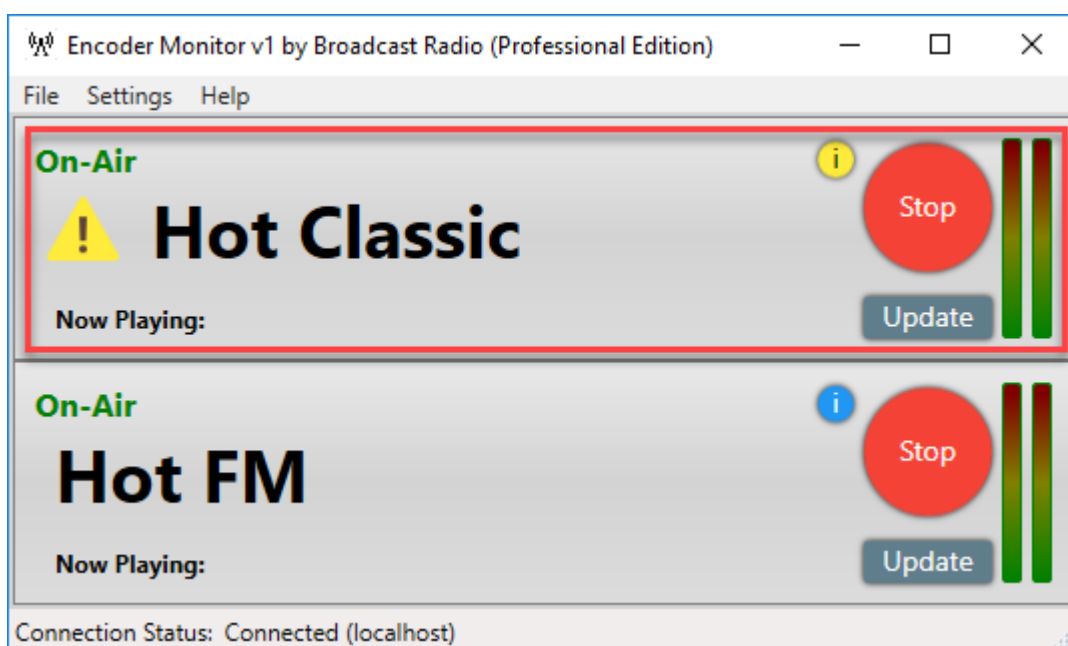 Encoder Monitor v1 by Broadcast Radio (Professional Edition)
File Settings Help
On-Air
i
Stop
! Hot Classic
Now Playing:
Update
On-Air
i
Stop
Hot FM
Now Playing:
Update
Connection Status: Connected (localhost)